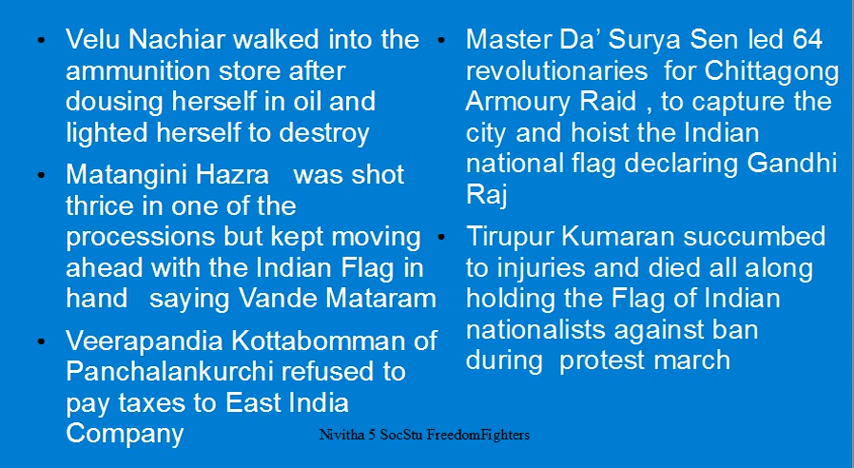 • Velu Nachiar walked into the
ammunition store after
dousing herself in oil and
lighted herself to destroy
• Matangini Hazra was shot
thrice in one of the
processions but kept moving
ahead with the Indian Flag in
hand saying Vande Mataram
• Veerapandia Kottabomman of
Panchalankurchi refused to
pay taxes to East India
Company
• Master Da’ Surya Sen led 64
revolutionaries for Chittagong
Armoury Raid , to capture the
city and hoist the Indian
national flag declaring Gandhi
Raj
• Tirupur Kumaran succumbed
to injuries and died all along
holding the Flag of Indian
nationalists against ban
during protest march
Nivitha 5 SocStu FreedomFighters